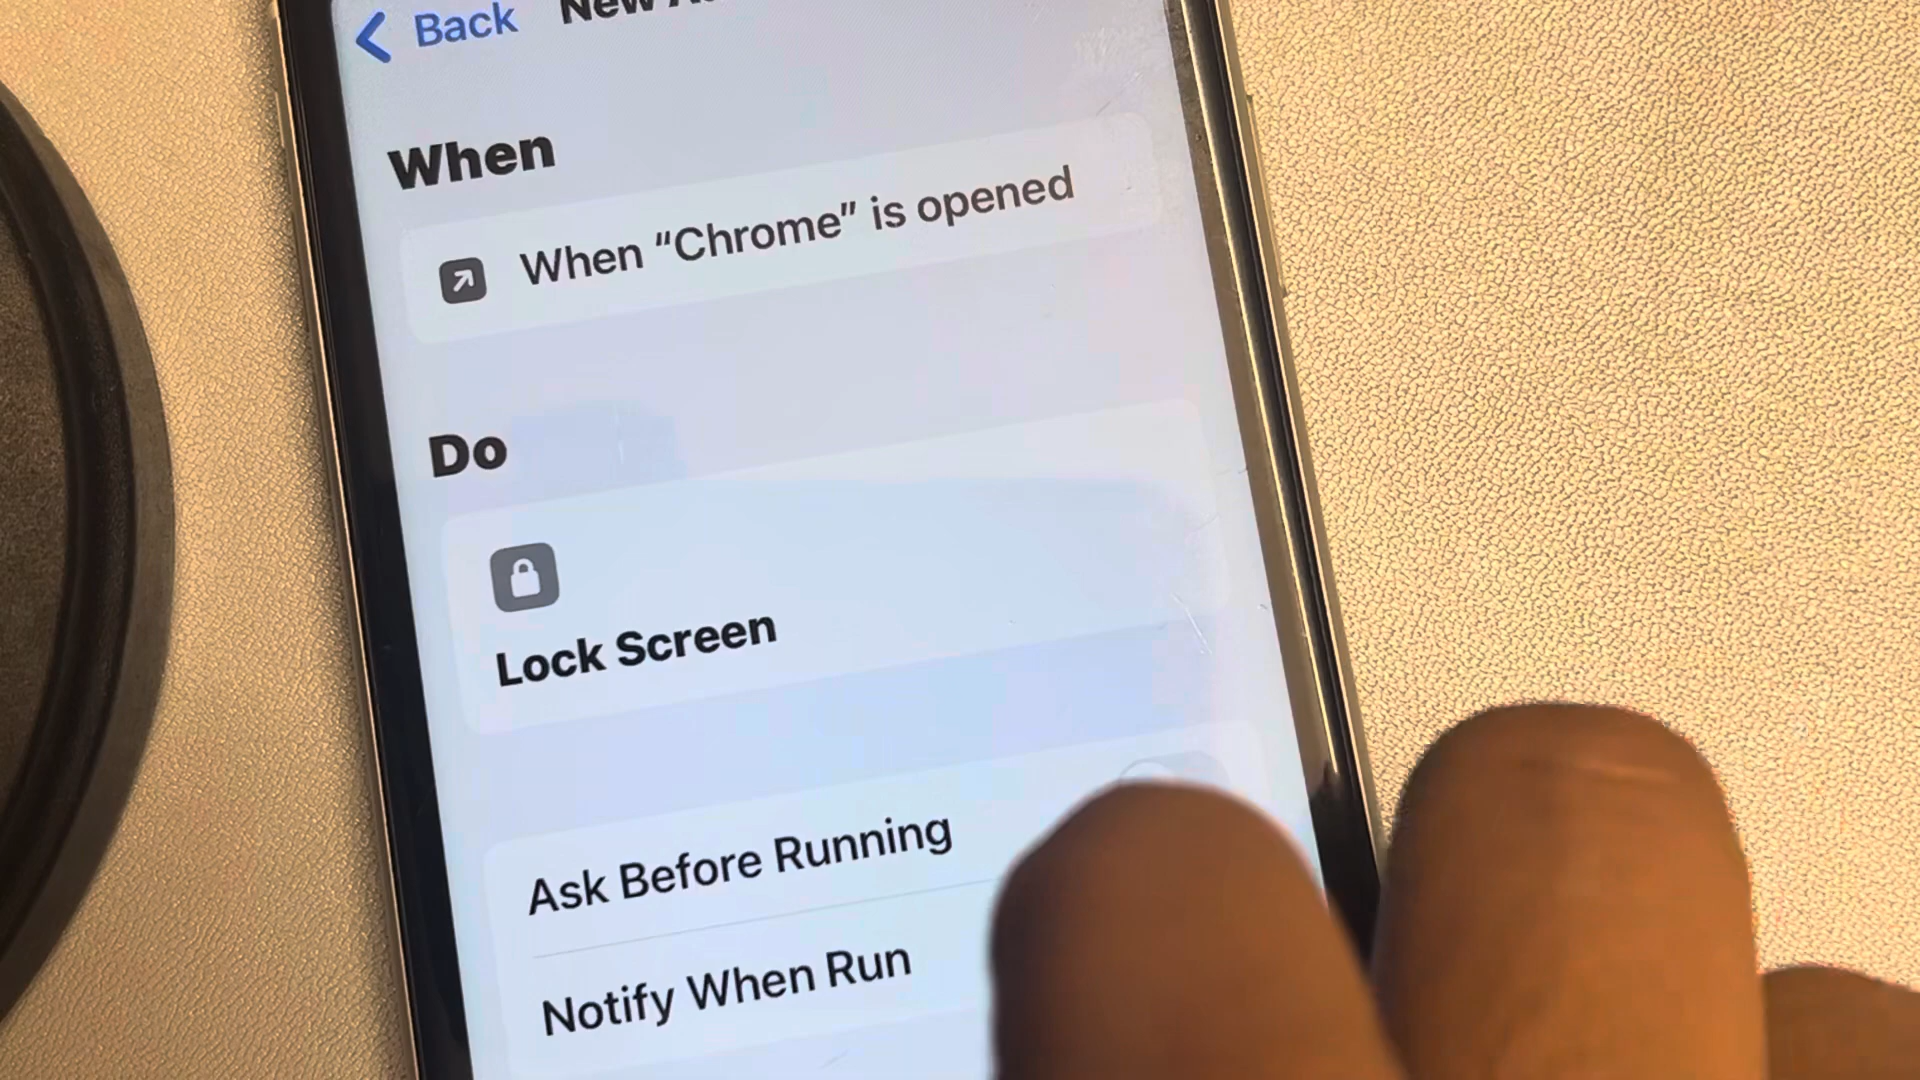 Back New
When
When “Chrome” is opened
Do
Lock Screen
Ask Before Running
Notify When Run